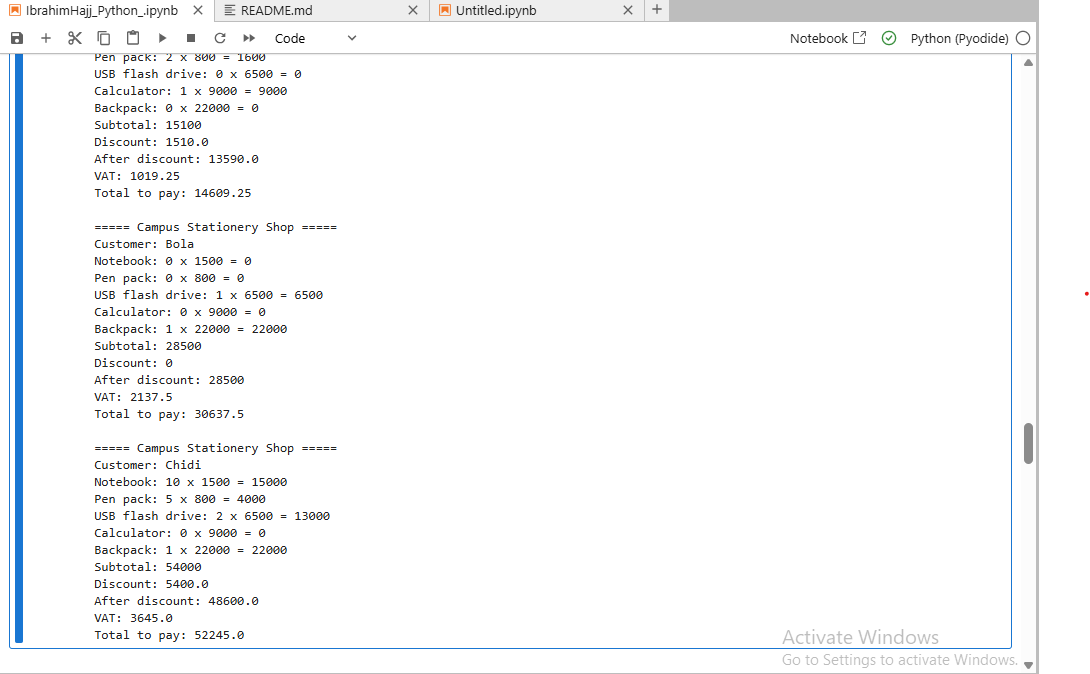 IbrahimHajj_Python_.ipynb README.md Untitled.ipynb
Code Notebook Python (Pyodide)
Pen pack: 2 x 800 = 1600
USB flash drive: 0 x 6500 = 0
Calculator: 1 x 9000 = 9000
Backpack: 0 x 22000 = 0
Subtotal: 15100
Discount: 1510.0
After discount: 13590.0
VAT: 1019.25
Total to pay: 14609.25
===== Campus Stationery Shop =====
Customer: Bola
Notebook: 0 x 1500 = 0
Pen pack: 0 x 800 = 0
USB flash drive: 1 x 6500 = 6500
Calculator: 0 x 9000 = 0
Backpack: 1 x 22000 = 22000
Subtotal: 28500
Discount: 0
After discount: 28500
VAT: 2137.5
Total to pay: 30637.5
===== Campus Stationery Shop =====
Customer: Chidi
Notebook: 10 x 1500 = 15000
Pen pack: 5 x 800 = 4000
USB flash drive: 2 x 6500 = 13000
Calculator: 0 x 9000 = 0
Backpack: 1 x 22000 = 22000
Subtotal: 54000
Discount: 5400.0
After discount: 48600.0
VAT: 3645.0
Total to pay: 52245.0
Activate Windows
Go to Settings to activate Windows.